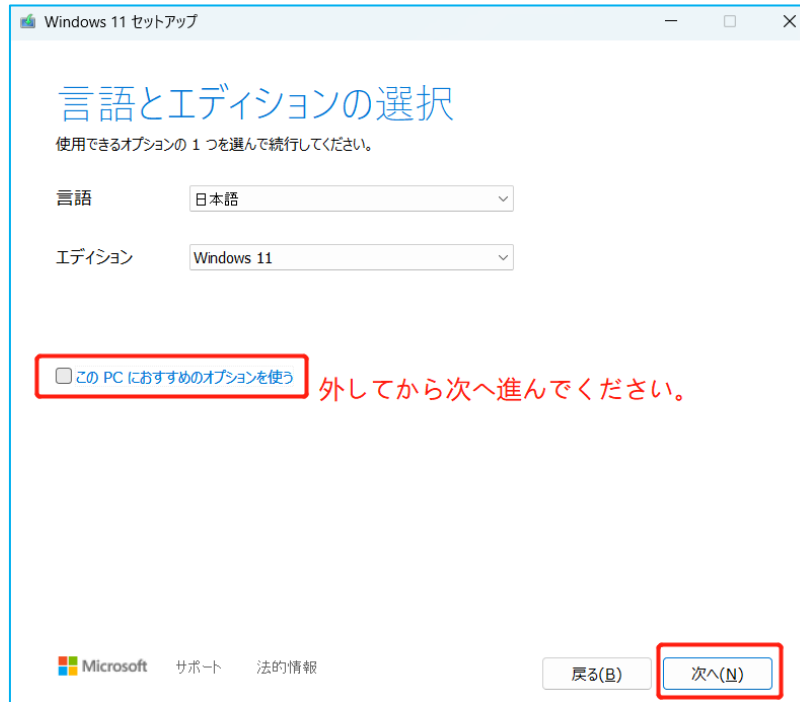 Windows 11 セットアップ
言語とエディションの選択
使用できるオプションの 1 つを選んで続行してください。
言語
日本語
エディション
Windows 11
この PC におすすめのオプションを使う
外してから次へ進んでください。
Microsoft サポート 法的情報
戻る(B) 次へ(N)